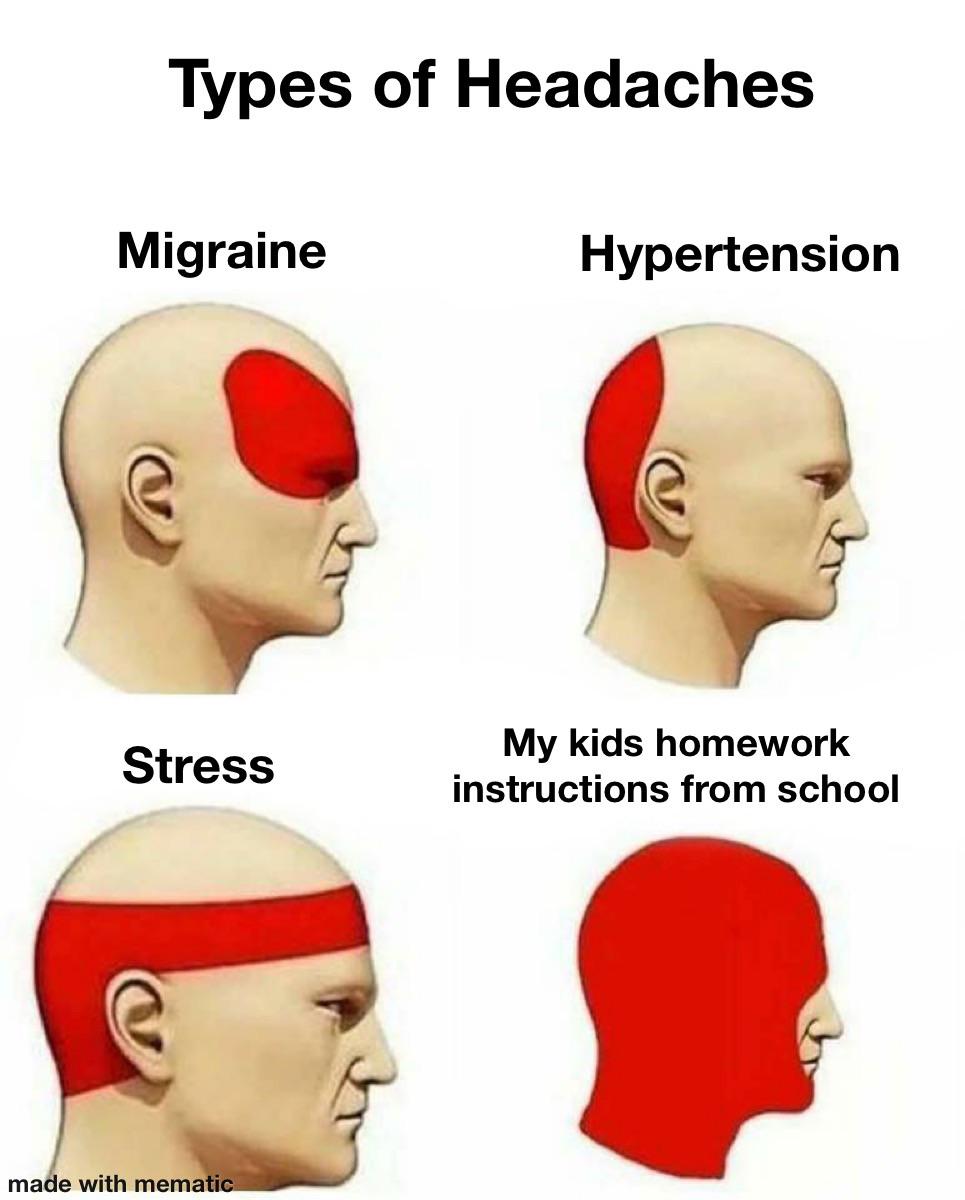 Types of Headaches
Migraine
Hypertension
Stress
My kids homework
instructions from school
made with mematic